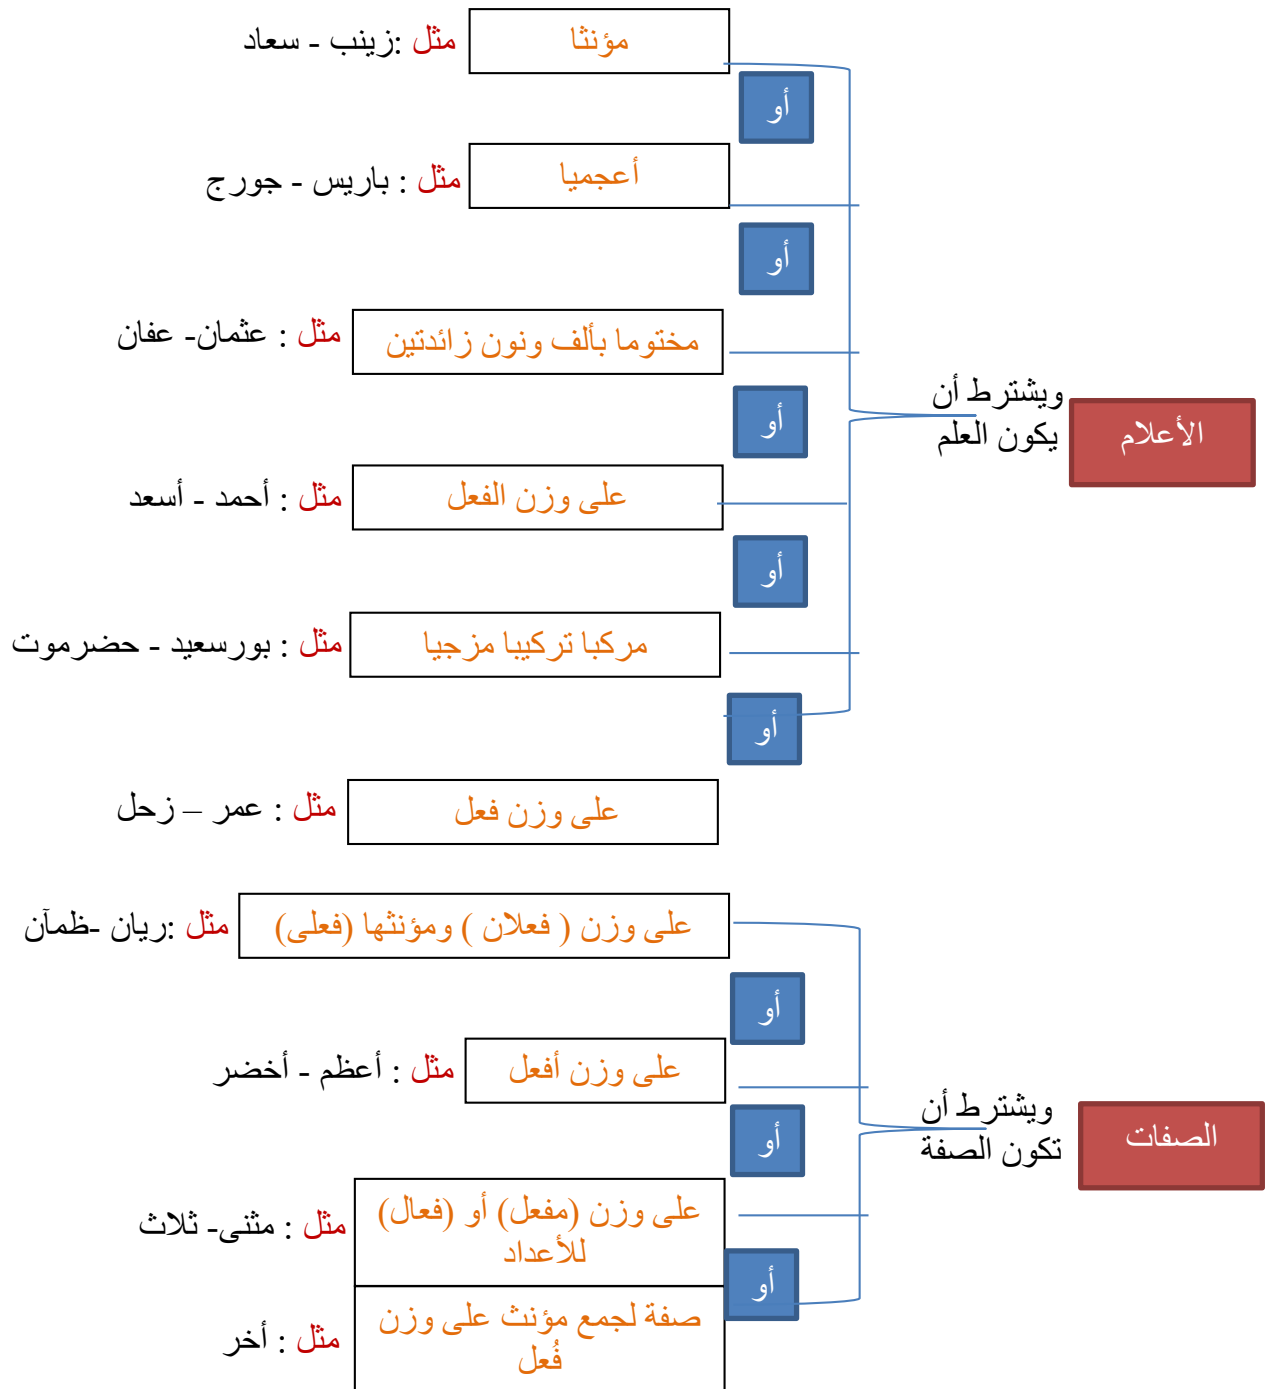 مؤنثا
مثل :زينب - سعاد
أو
أعجميا
مثل : باريس - جورج
أو
مختوما بألف ونون زائدتين
مثل : عثمان- عفان
الأعلام
ويشترط أن
يكون العلم
أو
على وزن الفعل
مثل : أحمد - أسعد
أو
مركبا تركيبا مزجيا
مثل : بورسعيد - حضرموت
أو
على وزن فعل
مثل : عمر – زحل
على وزن ( فعلان ) ومؤنثها (فعلى)
مثل :ريان -ظمآن
أو
على وزن أفعل
مثل : أعظم - أخضر
الصفات
ويشترط أن
تكون الصفة
أو
على وزن (مفعل) أو (فعال)
للأعداد
مثل : مثنى- ثلاث
أو
صفة لجمع مؤنث على وزن
فُعل
مثل : أخر